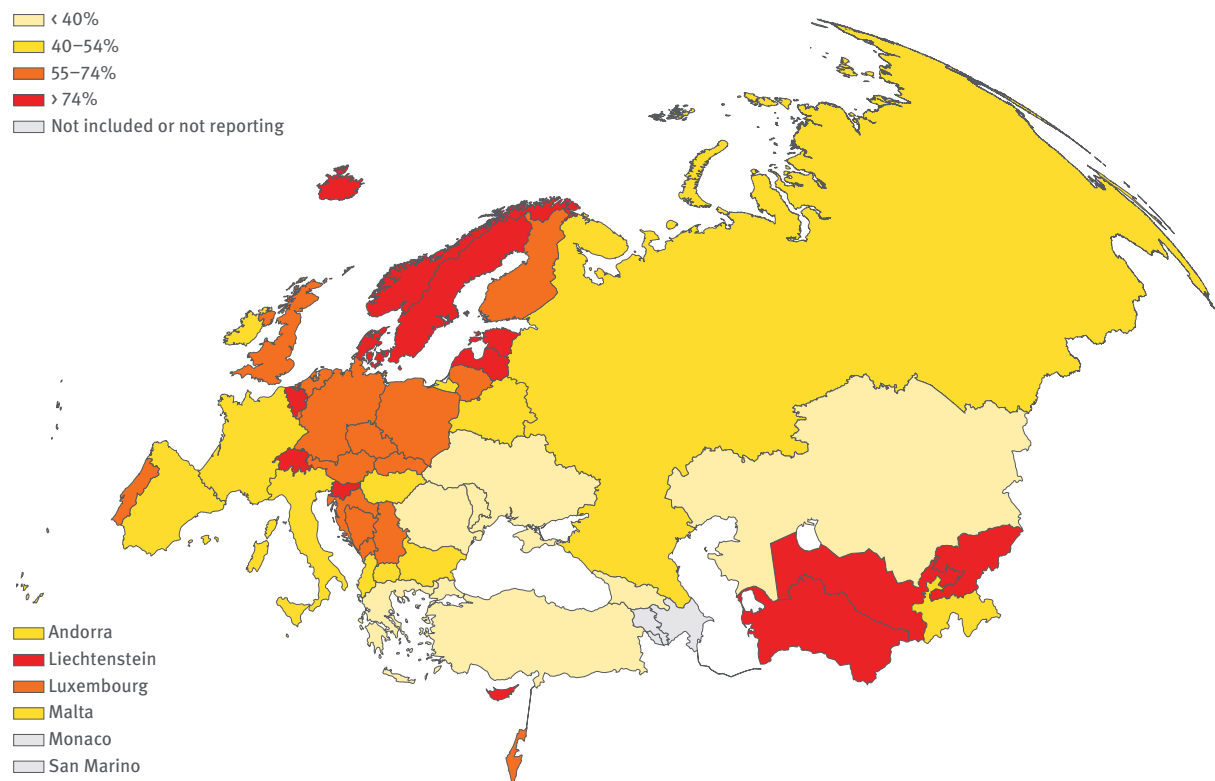 ‹ 40%
40–54%
55–74%
› 74%
Not included or not reporting
Andorra
Liechtenstein
Luxembourg
Malta
Monaco
San Marino